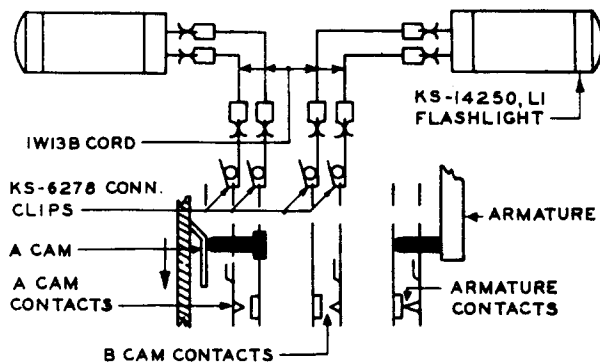 KS-14250, L1
FLASHLIGHT
1W13B CORD
KS-6278 CONN.
CLIPS
ARMATURE
A CAM
A CAM
CONTACTS
ARMATURE
CONTACTS
B CAM CONTACTS